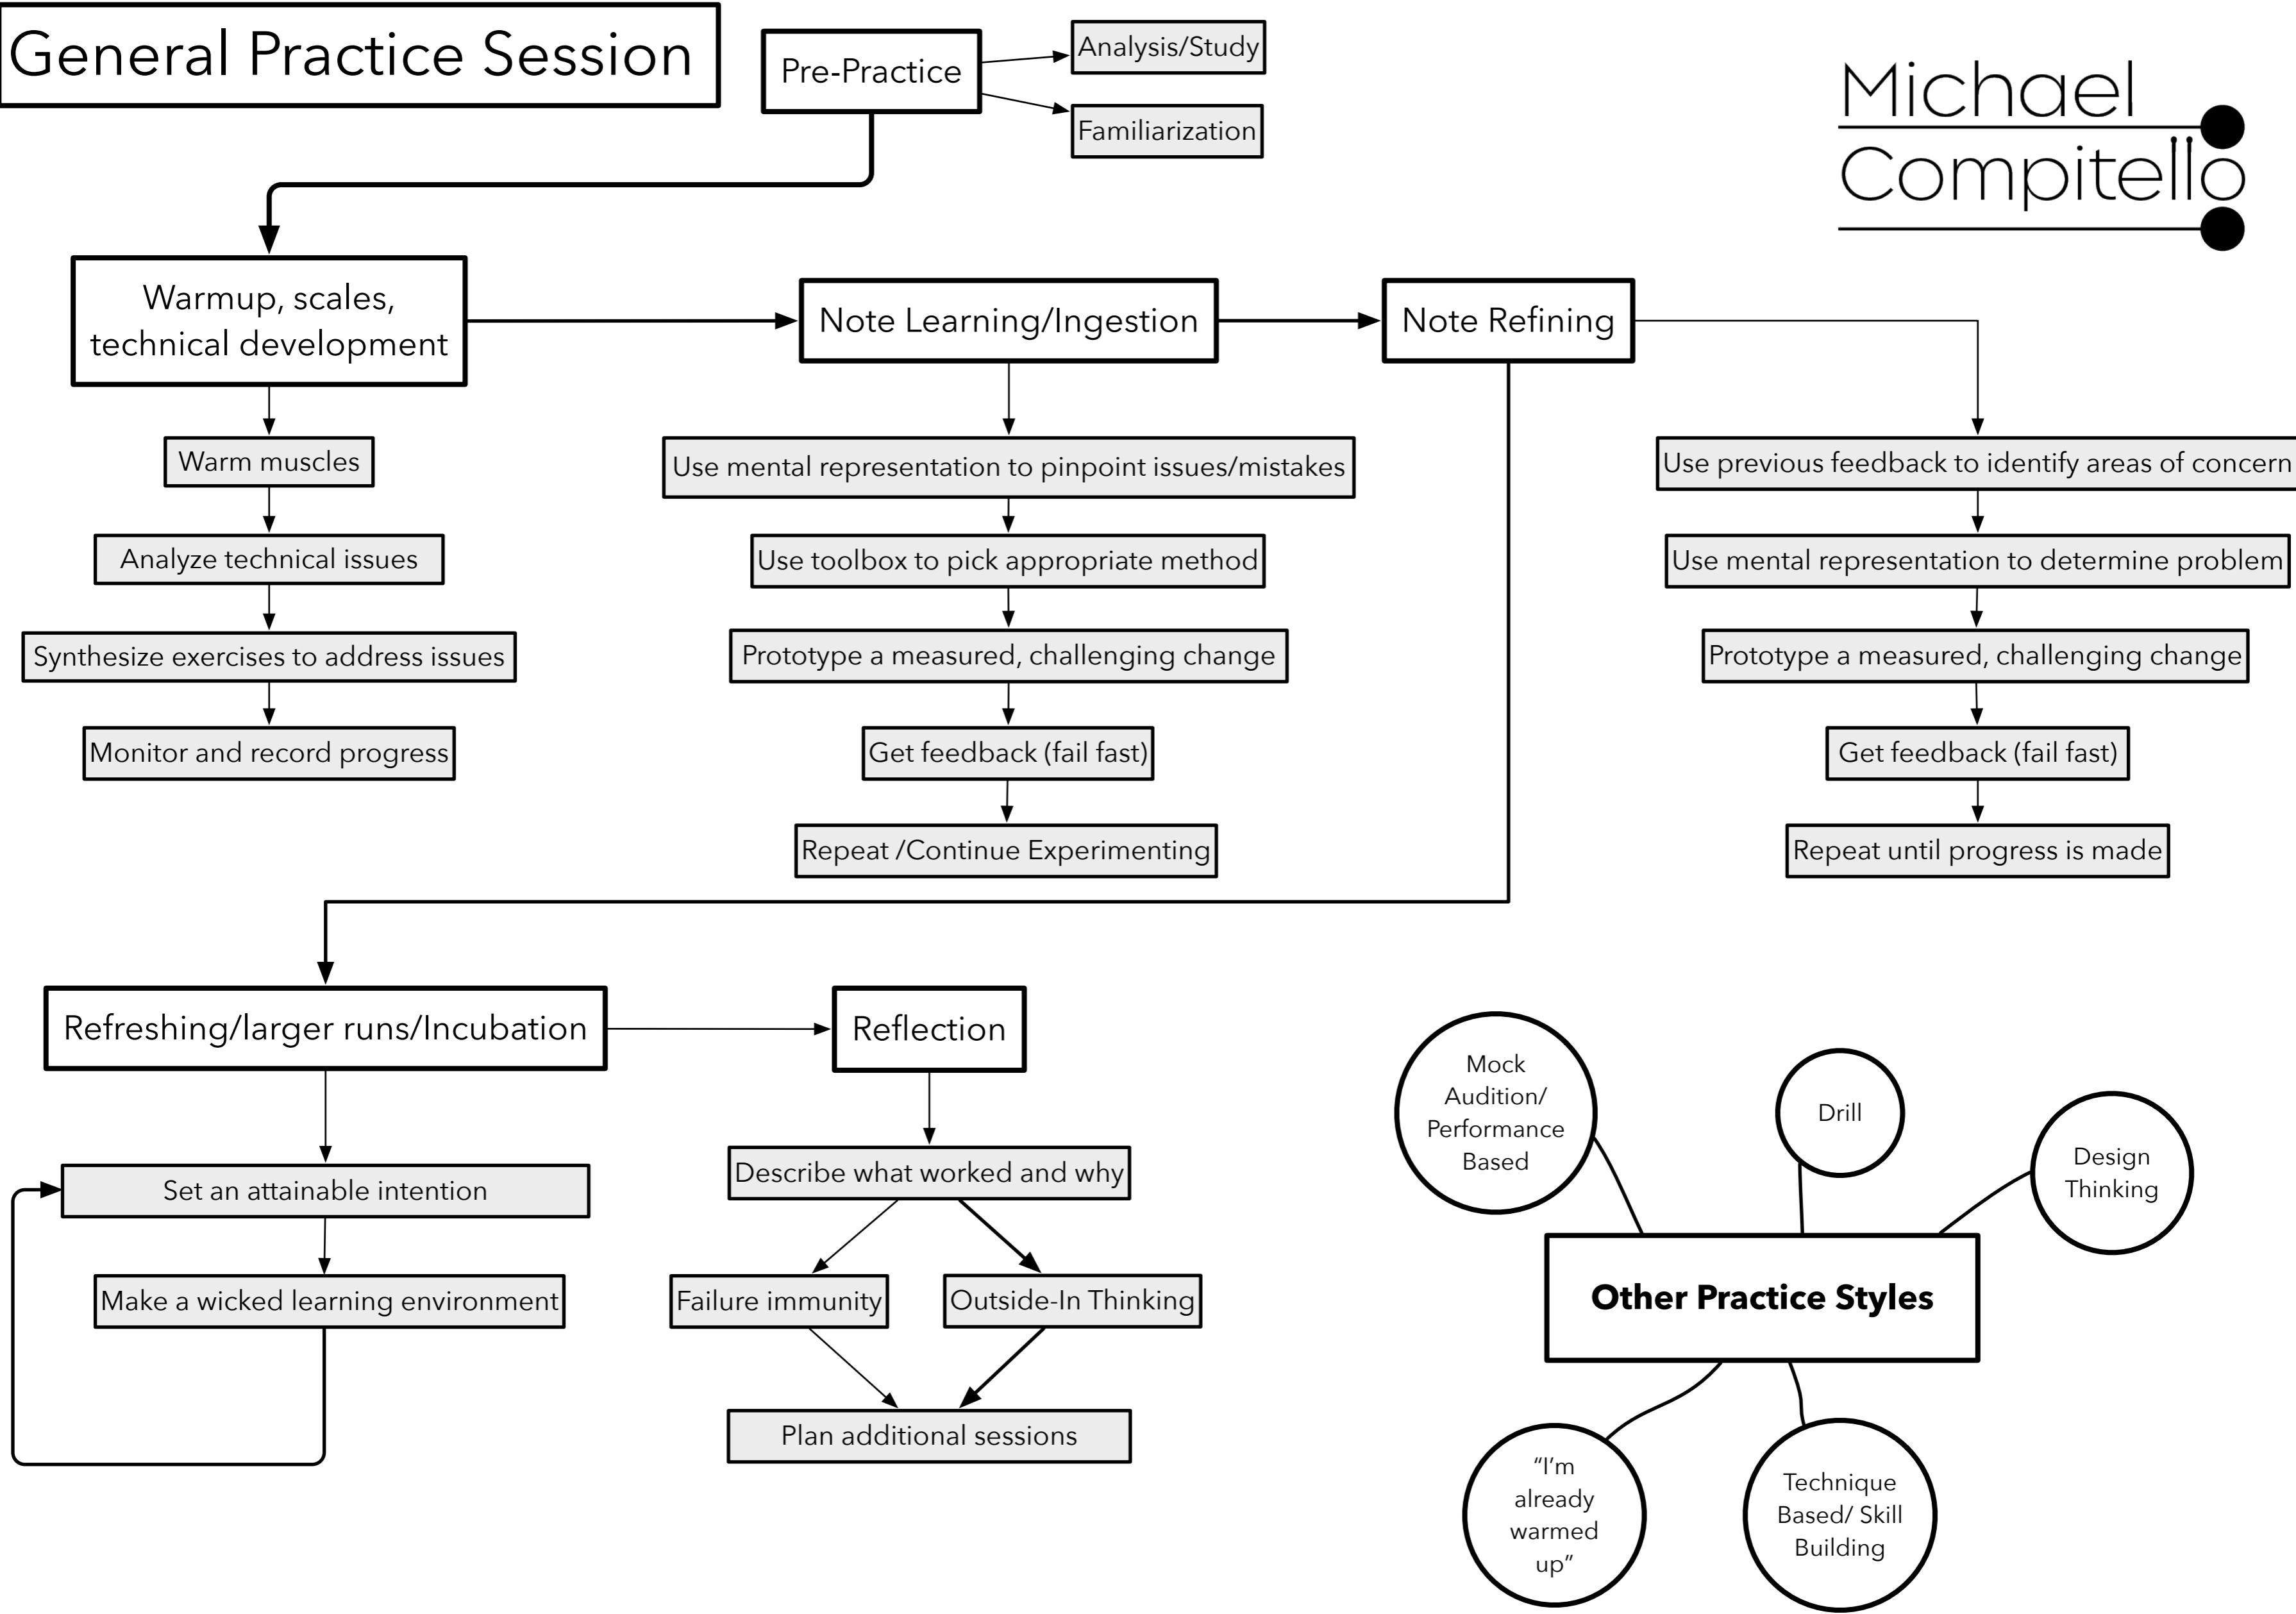 General Practice Session
Pre-Practice
Analysis/Study
Familiarization
Michael
Compitello
Warmup, scales,
technical development
Note Learning/Ingestion
Note Refining
Warm muscles
Analyze technical issues
Synthesize exercises to address issues
Monitor and record progress
Use mental representation to pinpoint issues/mistakes
Use toolbox to pick appropriate method
Prototype a measured, challenging change
Get feedback (fail fast)
Repeat /Continue Experimenting
Use previous feedback to identify areas of concern
Use mental representation to determine problem
Prototype a measured, challenging change
Get feedback (fail fast)
Repeat until progress is made
Refreshing/larger runs/Incubation
Reflection
Set an attainable intention
Make a wicked learning environment
Describe what worked and why
Failure immunity
Outside-In Thinking
Plan additional sessions
Mock
Audition/
Performance
Based
Drill
Design
Thinking
Other Practice Styles
"I'm
already
warmed
up"
Technique
Based/ Skill
Building